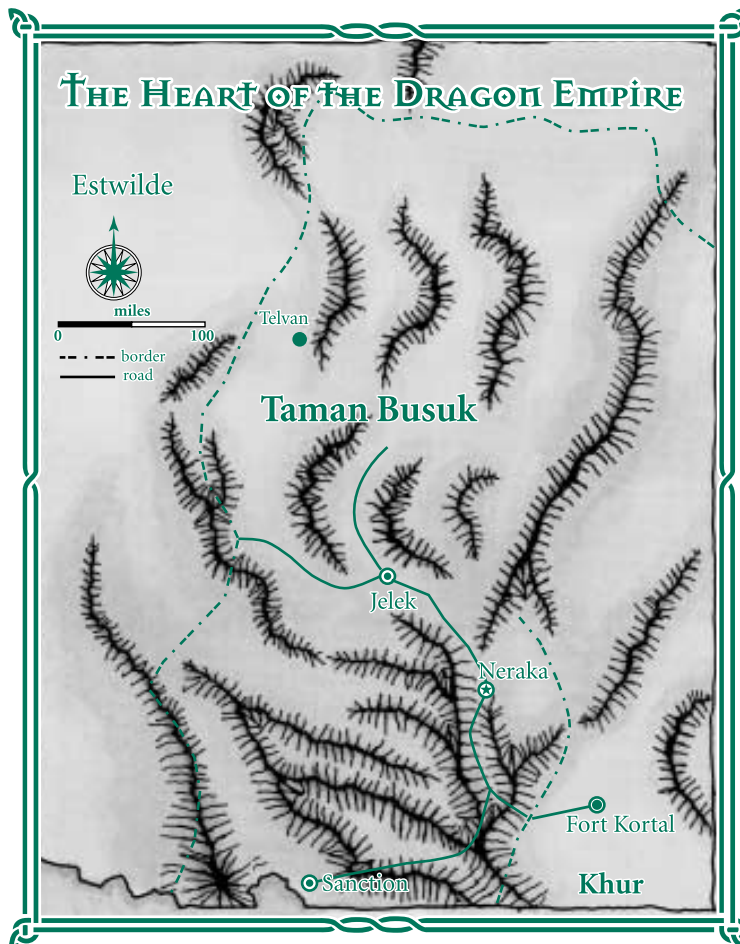 The Heart of the Dragon Empire
Estwilde
miles
0 100
border
road
Telvan
Taman Busuk
Jelek
Neraka
Fort Kortal
Sanction
Khur